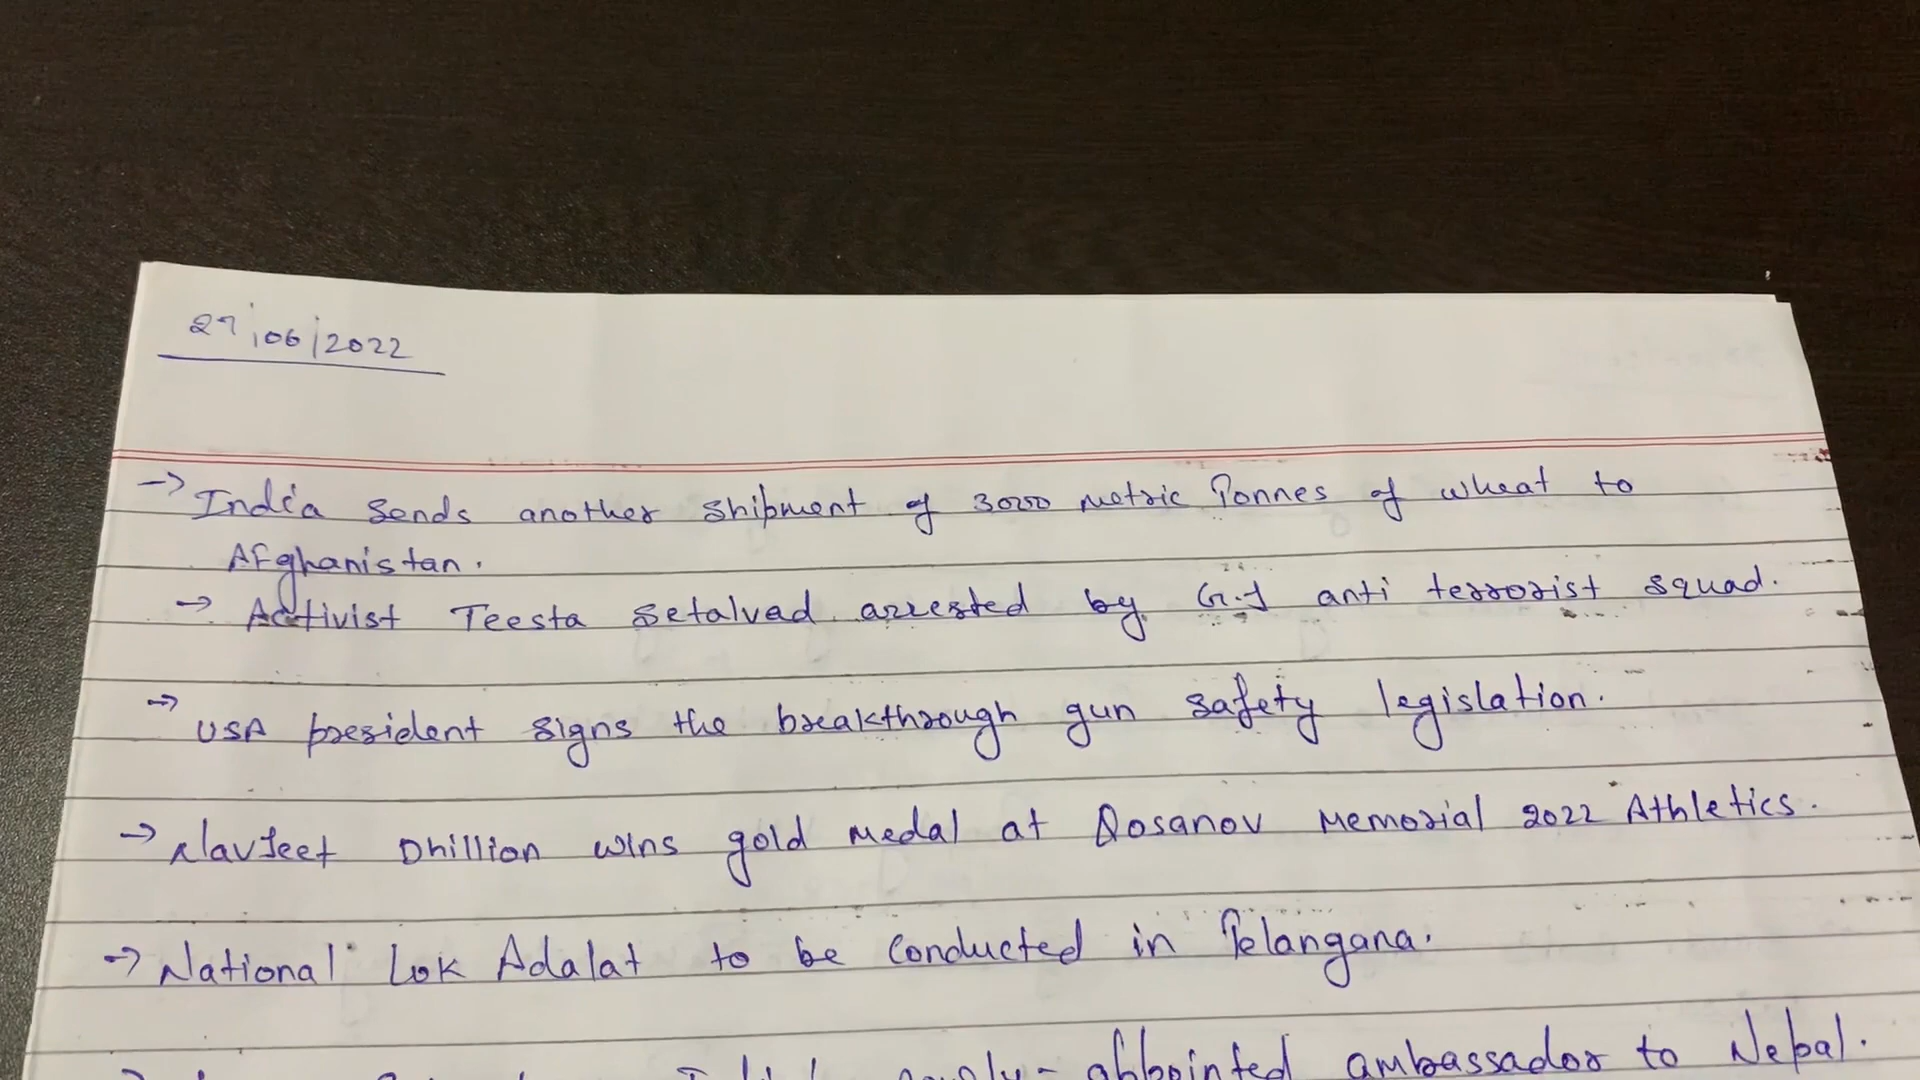 27/06/2022
→ India sends another shipment of 3000 metric Tonnes of wheat to
Afghanistan.
→ Activist Teesta Setalvad arrested by G.J anti terrorist squad.
→ USA president signs the breakthrough gun safety legislation.
→ Navjeet Dhillion wins gold medal at Qosanov Memorial 2022 Athletics.
→ National Lok Adalat to be conducted in Telangana.
newly-appointed ambassador to Nepal.